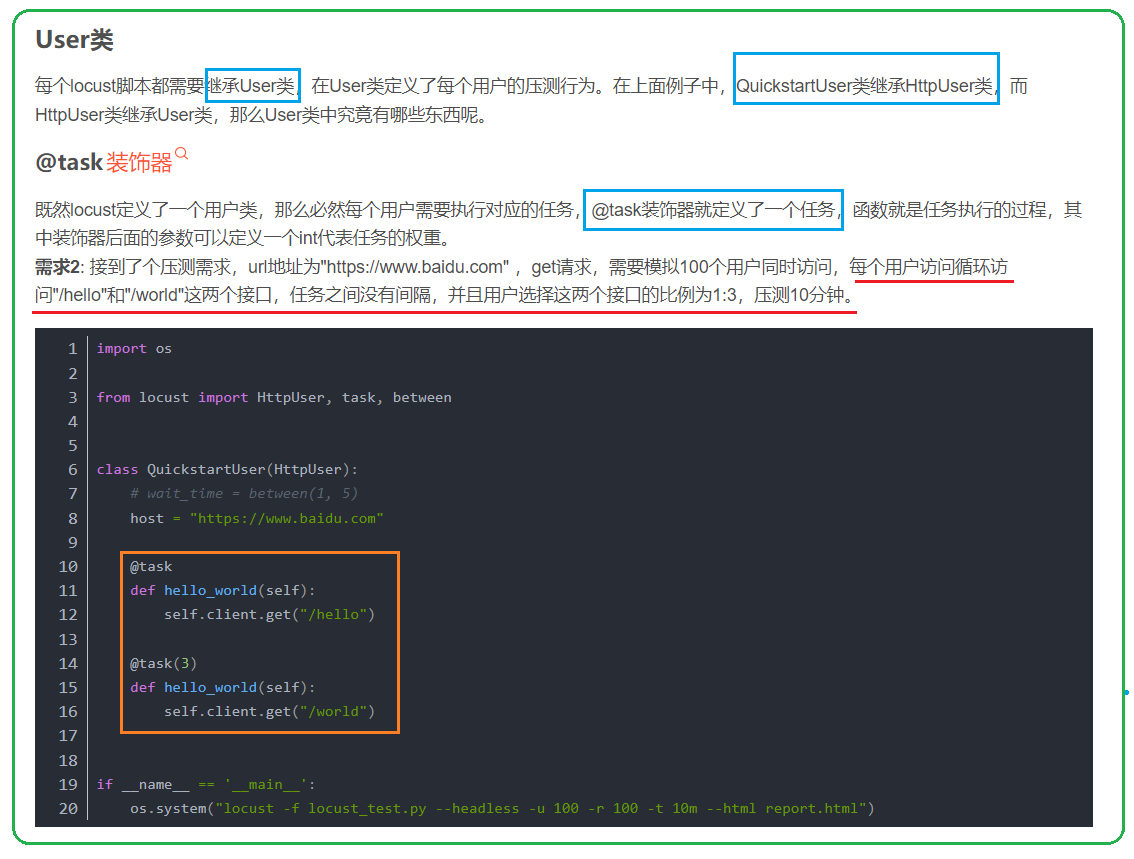 User类
每个locust脚本都需要继承User类，在User类定义了每个用户的压测行为。在上面例子中，QuickstartUser类继承HttpUser类，而
HttpUser类继承User类，那么User类中究竟有哪些东西呢。
@task 装饰器
既然locust定义了一个用户类，那么必然每个用户需要执行对应的任务，@task装饰器就定义了一个任务，函数就是任务执行的过程，其
中装饰器后面的参数可以定义一个int代表任务的权重。
需求2: 接到了个压测需求，url地址为"https://www.baidu.com" ，get请求，需要模拟100个用户同时访问，每个用户访问循环访
问"/hello"和"/world"这两个接口，任务之间没有间隔，并且用户选择这两个接口的比例为1:3，压测10分钟。
1 import os
2
3 from locust import HttpUser, task, between
4
5
6 class QuickstartUser(HttpUser):
7     # wait_time = between(1, 5)
8     host = "https://www.baidu.com"
9
10     @task
11     def hello_world(self):
12         self.client.get("/hello")
13
14     @task(3)
15     def hello_world(self):
16         self.client.get("/world")
17
18
19 if __name__ == '__main__':
20     os.system("locust -f locust_test.py --headless -u 100 -r 100 -t 10m --html report.html")